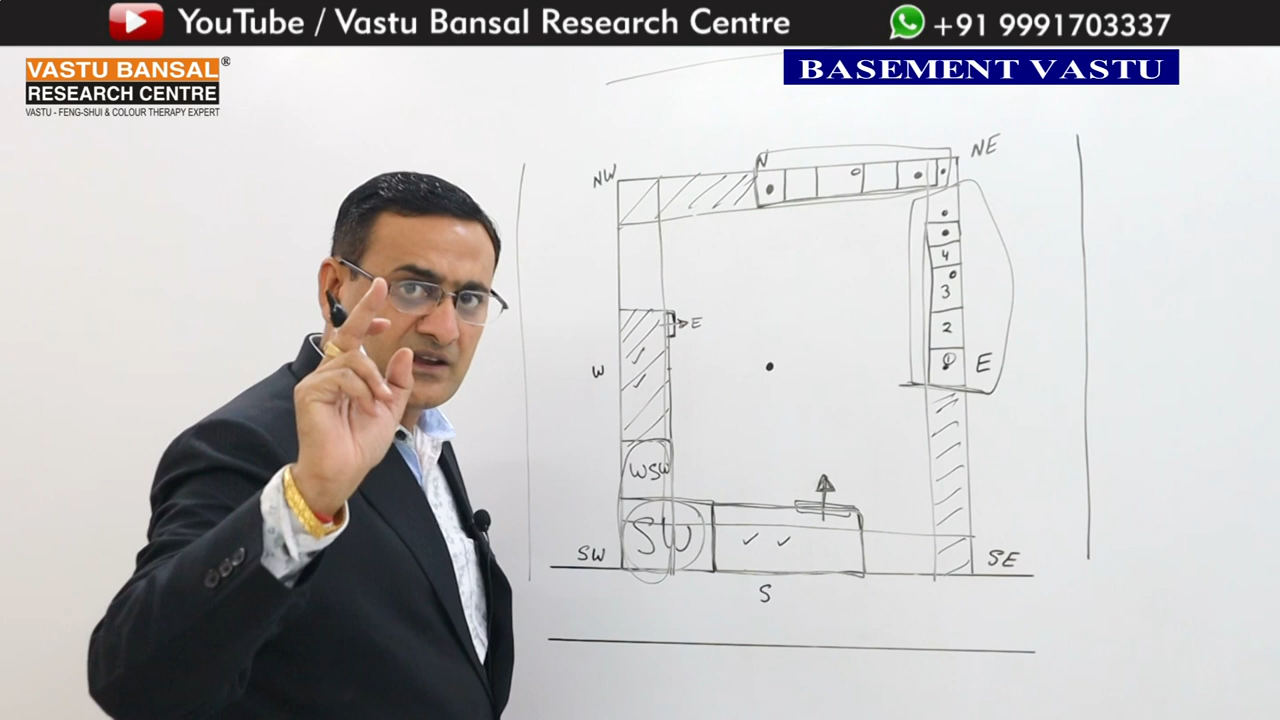 YouTube / Vastu Bansal Research Centre
+91 9991703337
VASTU BANSAL®
RESEARCH CENTRE
VASTU - FENG-SHUI & COLOUR THERAPY EXPERT
BASEMENT VASTU
NW
N
NE
4
3
2
1
E
E
W
WSW
SW
SW
S
SE